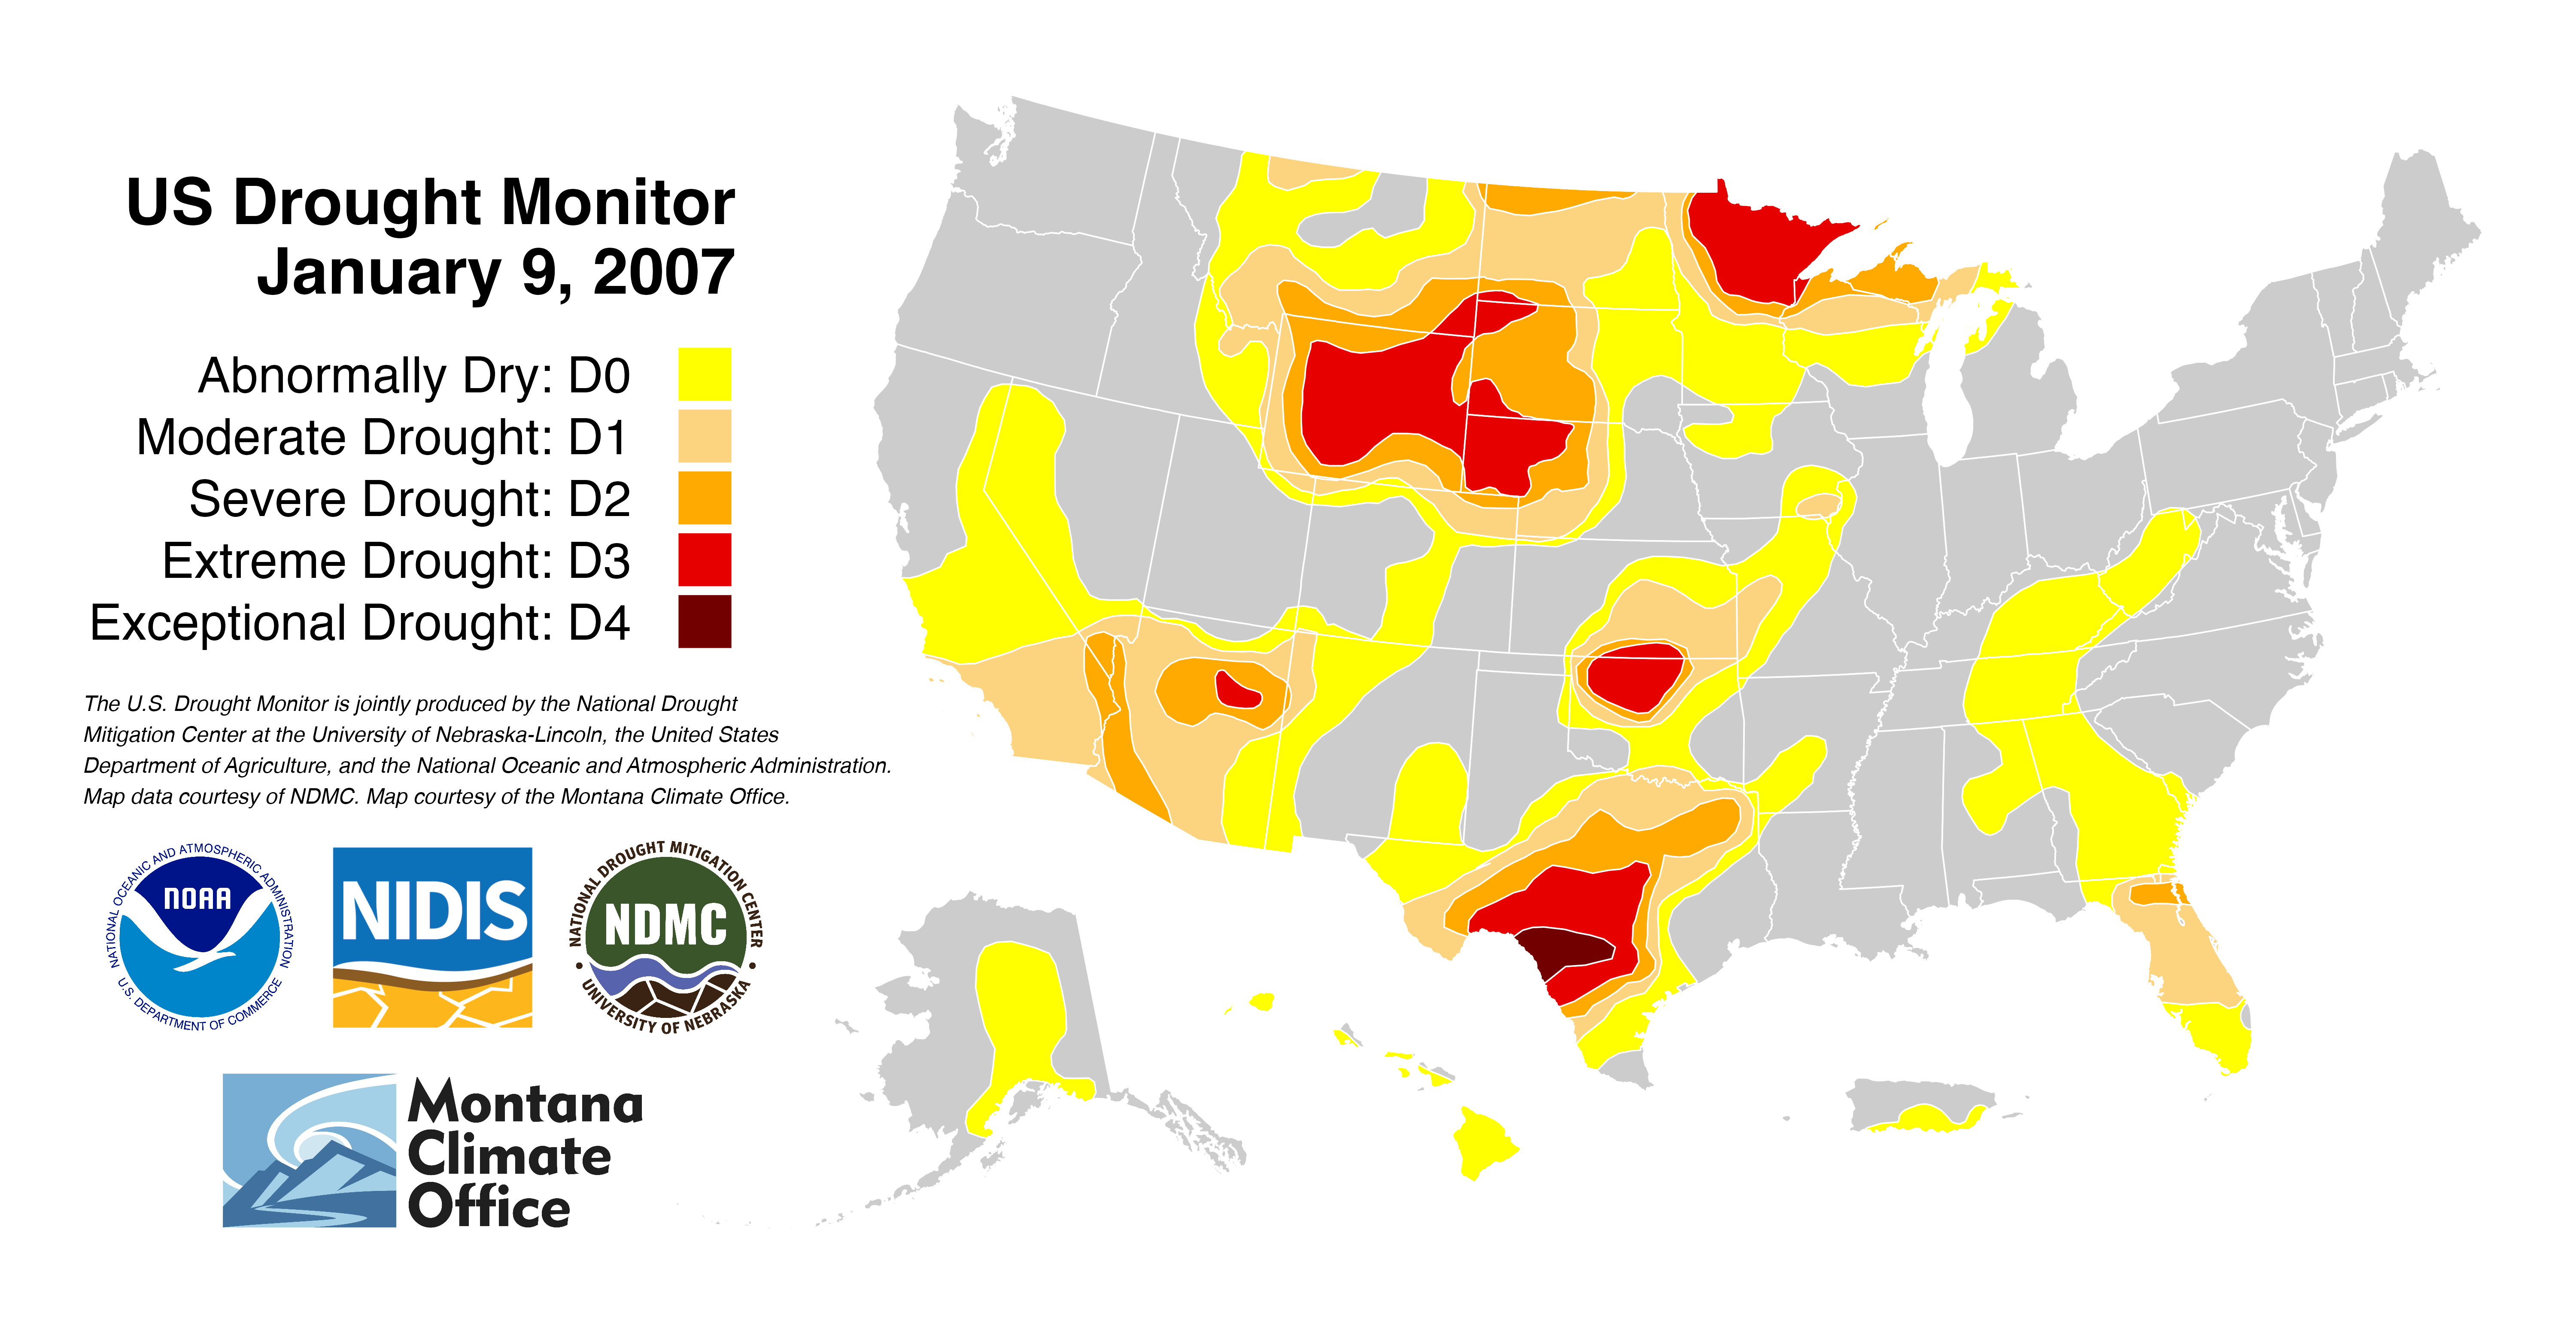 US Drought Monitor
January 9, 2007
Abnormally Dry: D0
Moderate Drought: D1
Severe Drought: D2
Extreme Drought: D3
Exceptional Drought: D4
The U.S. Drought Monitor is jointly produced by the National Drought
Mitigation Center at the University of Nebraska-Lincoln, the United States
Department of Agriculture, and the National Oceanic and Atmospheric Administration.
Map data courtesy of NDMC. Map courtesy of the Montana Climate Office.
NATIONAL OCEANIC AND ATMOSPHERIC ADMINISTRATION
NOAA
U.S. DEPARTMENT OF COMMERCE
NIDIS
NATIONAL DROUGHT MITIGATION CENTER
NDMC
• UNIVERSITY OF NEBRASKA •
Montana
Climate
Office